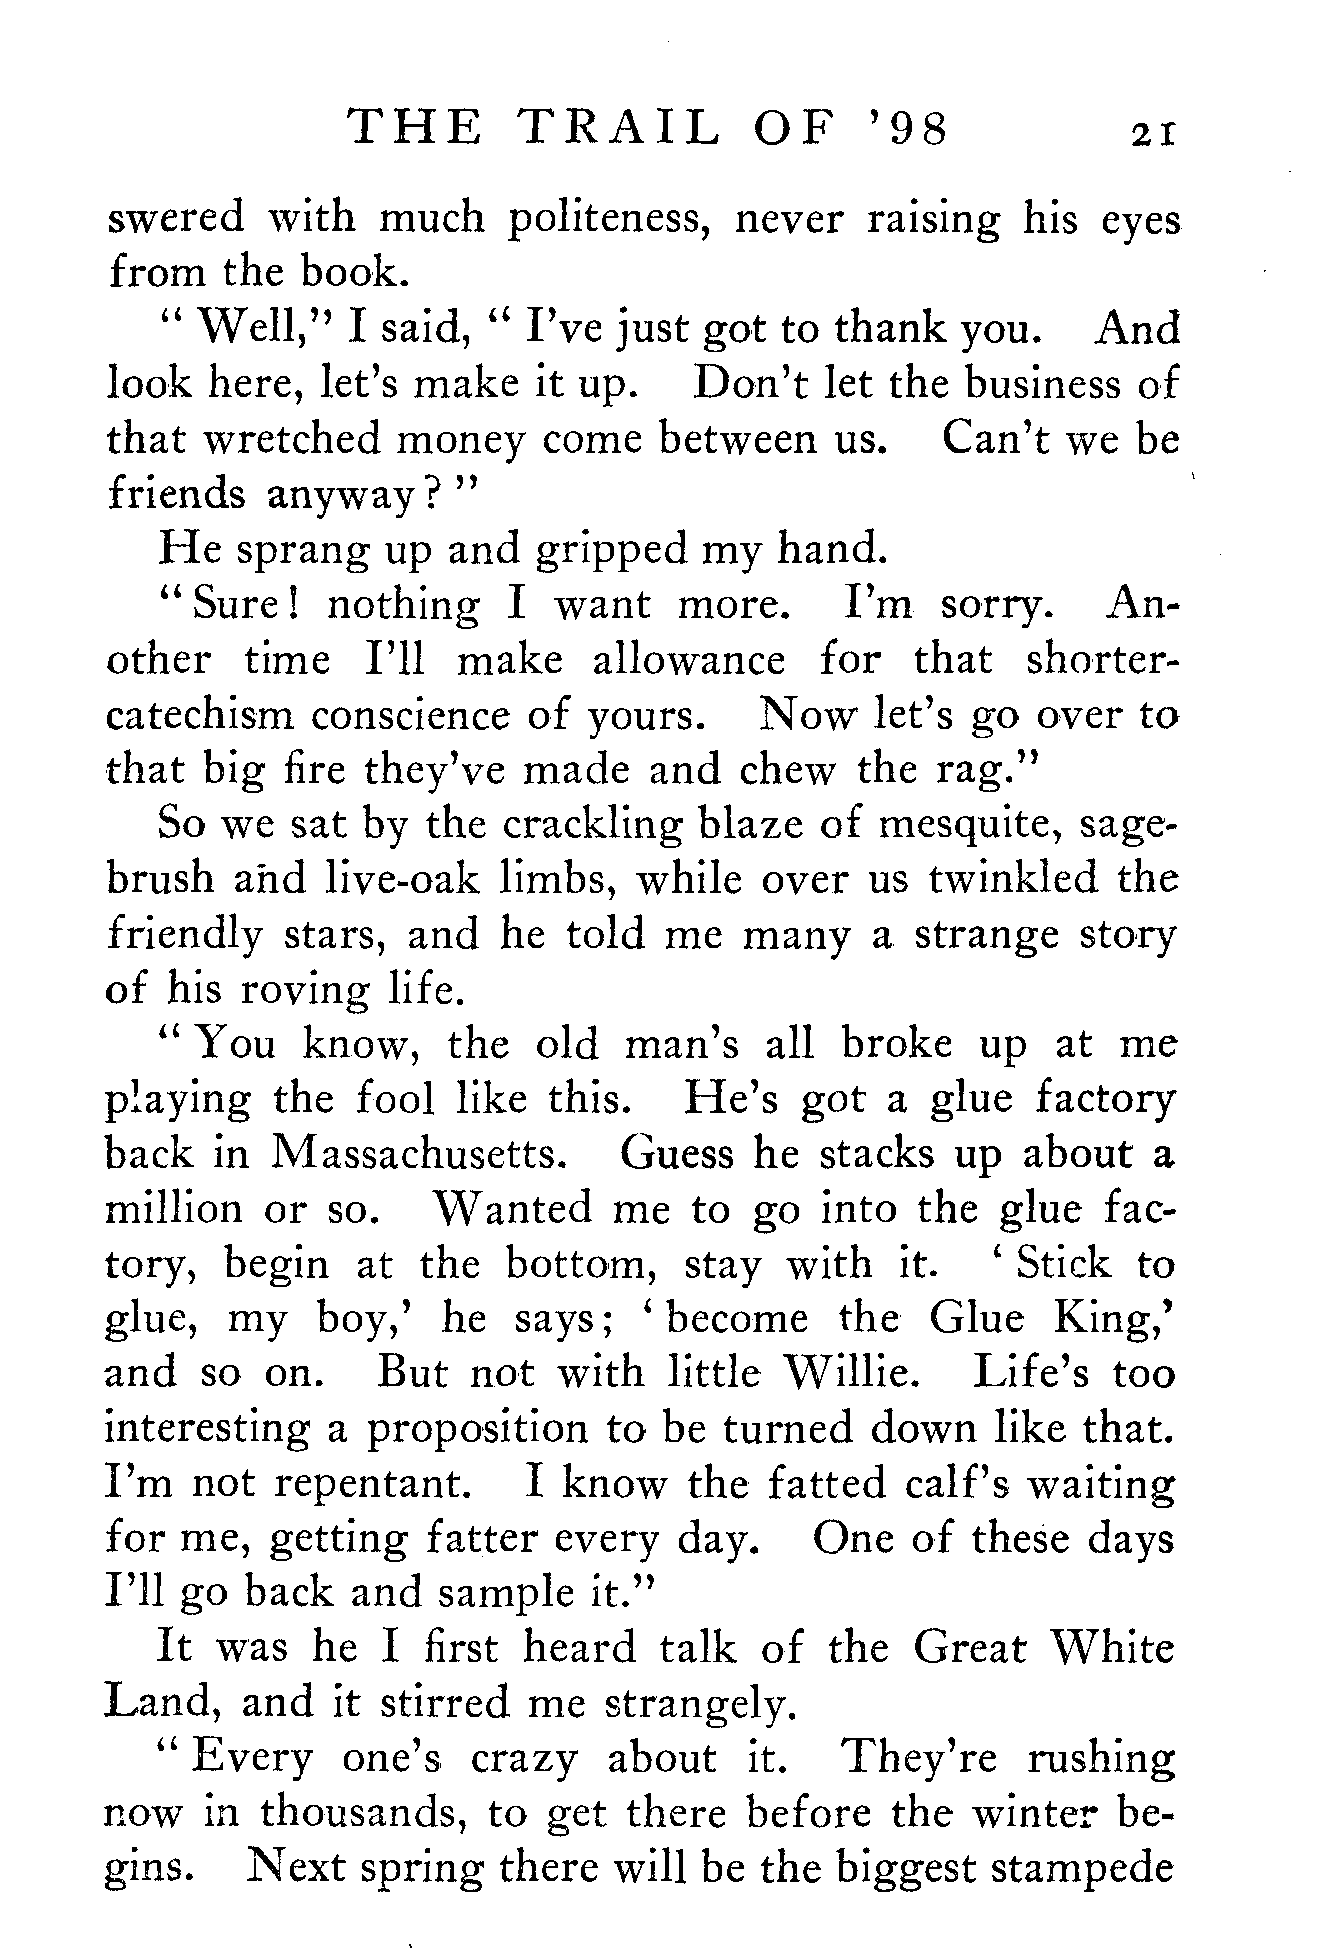 THE TRAIL OF ’98 21
swered with much politeness, never raising his eyes
from the book.
“ Well,” I said, “ I’ve just got to thank you. And
look here, let’s make it up. Don’t let the business of
that wretched money come between us. Can’t we be
friends anyway? ”
He sprang up and gripped my hand.
“ Sure! nothing I want more. I’m sorry. An-
other time I’ll make allowance for that shorter-
catechism conscience of yours. Now let’s go over to
that big fire they’ve made and chew the rag.”
So we sat by the crackling blaze of mesquite, sage-
brush and live-oak limbs, while over us twinkled the
friendly stars, and he told me many a strange story
of his roving life.
“ You know, the old man’s all broke up at me
playing the fool like this. He’s got a glue factory
back in Massachusetts. Guess he stacks up about a
million or so. Wanted me to go into the glue fac-
tory, begin at the bottom, stay with it. ‘ Stick to
glue, my boy,’ he says; ‘ become the Glue King,’
and so on. But not with little Willie. Life’s too
interesting a proposition to be turned down like that.
I’m not repentant. I know the fatted calf’s waiting
for me, getting fatter every day. One of these days
I’ll go back and sample it.”
It was he I first heard talk of the Great White
Land, and it stirred me strangely.
“ Every one’s crazy about it. They’re rushing
now in thousands, to get there before the winter be-
gins. Next spring there will be the biggest stampede